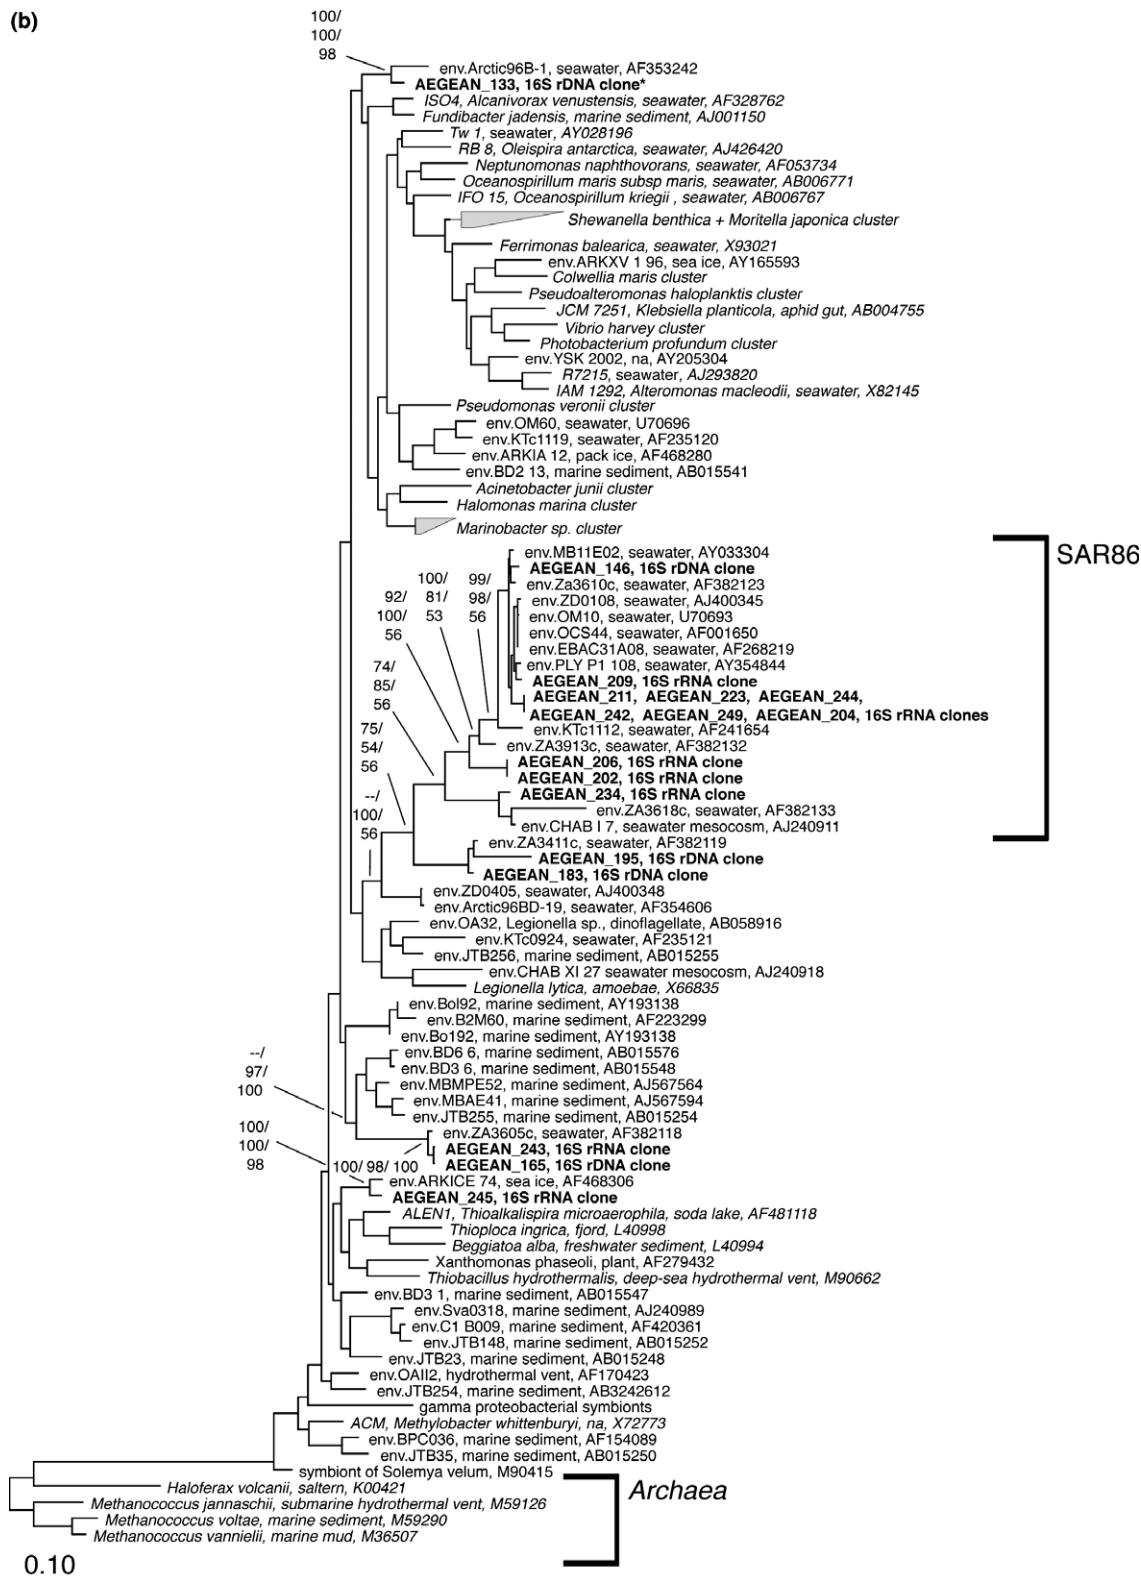 (b)
100/
100/
98
env.Arctic96B-1, seawater, AF353242
AEGEAN_133, 16S rDNA clone*
ISO4, Alcanivorax venustensis, seawater, AF328762
Fundibacter jadensis, marine sediment, AJ001150
Tw 1, seawater, AY028196
RB 8, Oleispira antarctica, seawater, AJ426420
Neptunomonas naphthovorans, seawater, AF053734
Oceanospirillum maris subsp maris, seawater, AB006771
IFO 15, Oceanospirillum kriegii , seawater, AB006767
Shewanella benthica + Moritella japonica cluster
Ferrimonas balearica, seawater, X93021
env.ARKXV 1 96, sea ice, AY165593
Colwellia maris cluster
Pseudoalteromonas haloplanktis cluster
JCM 7251, Klebsiella planticola, aphid gut, AB004755
Vibrio harvey cluster
Photobacterium profundum cluster
env.YSK 2002, na, AY205304
R7215, seawater, AJ293820
IAM 1292, Alteromonas macleodii, seawater, X82145
Pseudomonas veronii cluster
env.OM60, seawater, U70696
env.KTc1119, seawater, AF235120
env.ARKIA 12, pack ice, AF468280
env.BD2 13, marine sediment, AB015541
Acinetobacter junii cluster
Halomonas marina cluster
Marinobacter sp. cluster
SAR86
env.MB11E02, seawater, AY033304
AEGEAN_146, 16S rDNA clone
env.Za3610c, seawater, AF382123
env.ZD0108, seawater, AJ400345
env.OM10, seawater, U70693
env.OCS44, seawater, AF001650
env.EBAC31A08, seawater, AF268219
env.PLY P1 108, seawater, AY354844
AEGEAN_209, 16S rRNA clone
AEGEAN_211, AEGEAN_223, AEGEAN_244,
AEGEAN_242, AEGEAN_249, AEGEAN_204, 16S rRNA clones
env.KTc1112, seawater, AF241654
env.ZA3913c, seawater, AF382132
AEGEAN_206, 16S rRNA clone
AEGEAN_202, 16S rRNA clone
AEGEAN_234, 16S rRNA clone
env.ZA3618c, seawater, AF382133
env.CHAB I 7, seawater mesocosm, AJ240911
env.ZA3411c, seawater, AF382119
AEGEAN_195, 16S rDNA clone
AEGEAN_183, 16S rDNA clone
99/
98/
56
100/
81/
53
92/
100/
56
74/
85/
56
75/
54/
56
--/
100/
56
env.ZD0405, seawater, AJ400348
env.Arctic96BD-19, seawater, AF354606
env.OA32, Legionella sp., dinoflagellate, AB058916
env.KTc0924, seawater, AF235121
env.JTB256, marine sediment, AB015255
env.CHAB XI 27 seawater mesocosm, AJ240918
Legionella lytica, amoebae, X66835
env.Bol92, marine sediment, AY193138
env.B2M60, marine sediment, AF223299
env.Bo192, marine sediment, AY193138
env.BD6 6, marine sediment, AB015576
env.BD3 6, marine sediment, AB015548
env.MBMPE52, marine sediment, AJ567564
env.MBAE41, marine sediment, AJ567594
env.JTB255, marine sediment, AB015254
--/
97/
100
env.ZA3605c, seawater, AF382118
AEGEAN_243, 16S rRNA clone
AEGEAN_165, 16S rDNA clone
100/ 98/ 100
100/
100/
98
env.ARKICE 74, sea ice, AF468306
AEGEAN_245, 16S rRNA clone
ALEN1, Thioalkalispira microaerophila, soda lake, AF481118
Thioploca ingrica, fjord, L40998
Beggiatoa alba, freshwater sediment, L40994
Xanthomonas phaseoli, plant, AF279432
Thiobacillus hydrothermalis, deep-sea hydrothermal vent, M90662
env.BD3 1, marine sediment, AB015547
env.Sva0318, marine sediment, AJ240989
env.C1 B009, marine sediment, AF420361
env.JTB148, marine sediment, AB015252
env.JTB23, marine sediment, AB015248
env.OAII2, hydrothermal vent, AF170423
env.JTB254, marine sediment, AB3242612
gamma proteobacterial symbionts
ACM, Methylobacter whittenburyi, na, X72773
env.BPC036, marine sediment, AF154089
env.JTB35, marine sediment, AB015250
symbiont of Solemya velum, M90415
Haloferax volcanii, saltern, K00421
Methanococcus jannaschii, submarine hydrothermal vent, M59126
Methanococcus voltae, marine sediment, M59290
Methanococcus vannielii, marine mud, M36507
Archaea
0.10